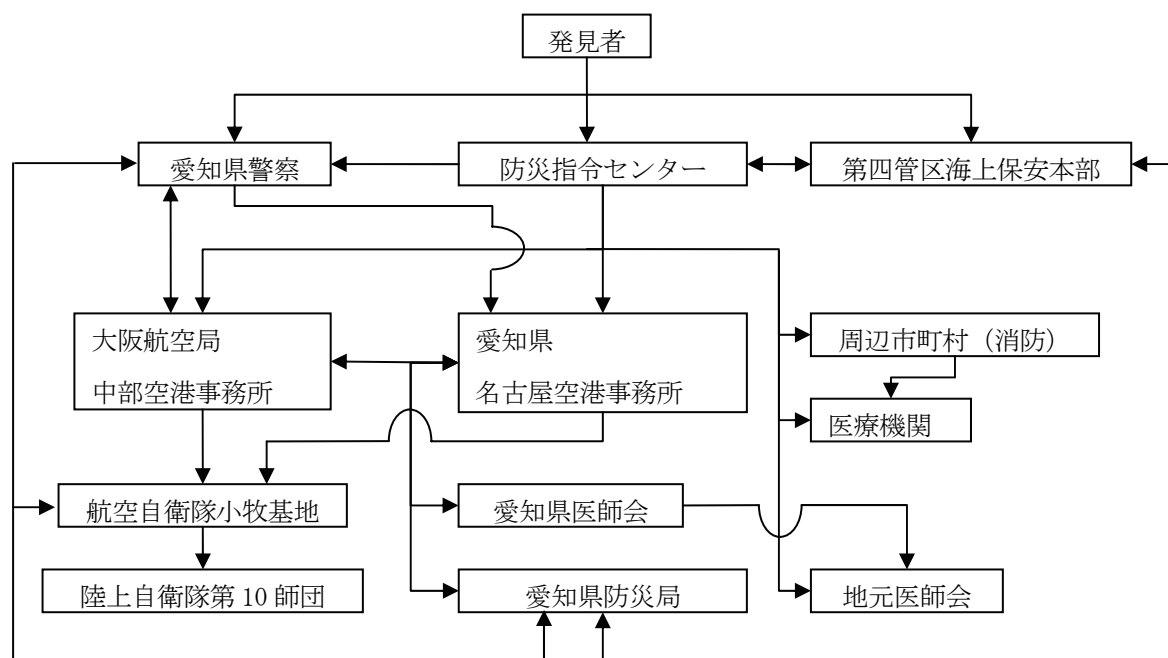 発見者
愛知県警察
防災指令センター
第四管区海上保安本部
大阪航空局
中部空港事務所
愛知県
名古屋空港事務所
周辺市町村（消防）
医療機関
航空自衛隊小牧基地
愛知県医師会
陸上自衛隊第10師団
愛知県防災局
地元医師会